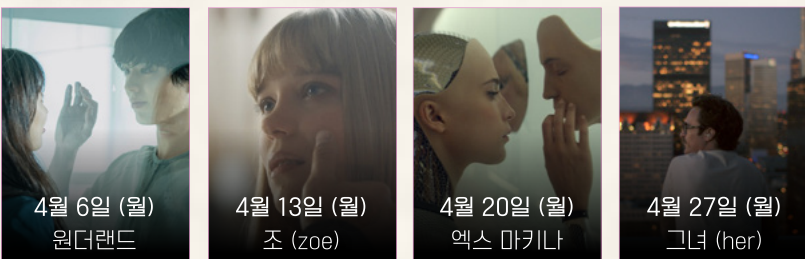 4월 6일 (월)
원더랜드
4월 13일 (월)
조 (zoe)
4월 20일 (월)
엑스 마키나
4월 27일 (월)
그녀 (her)